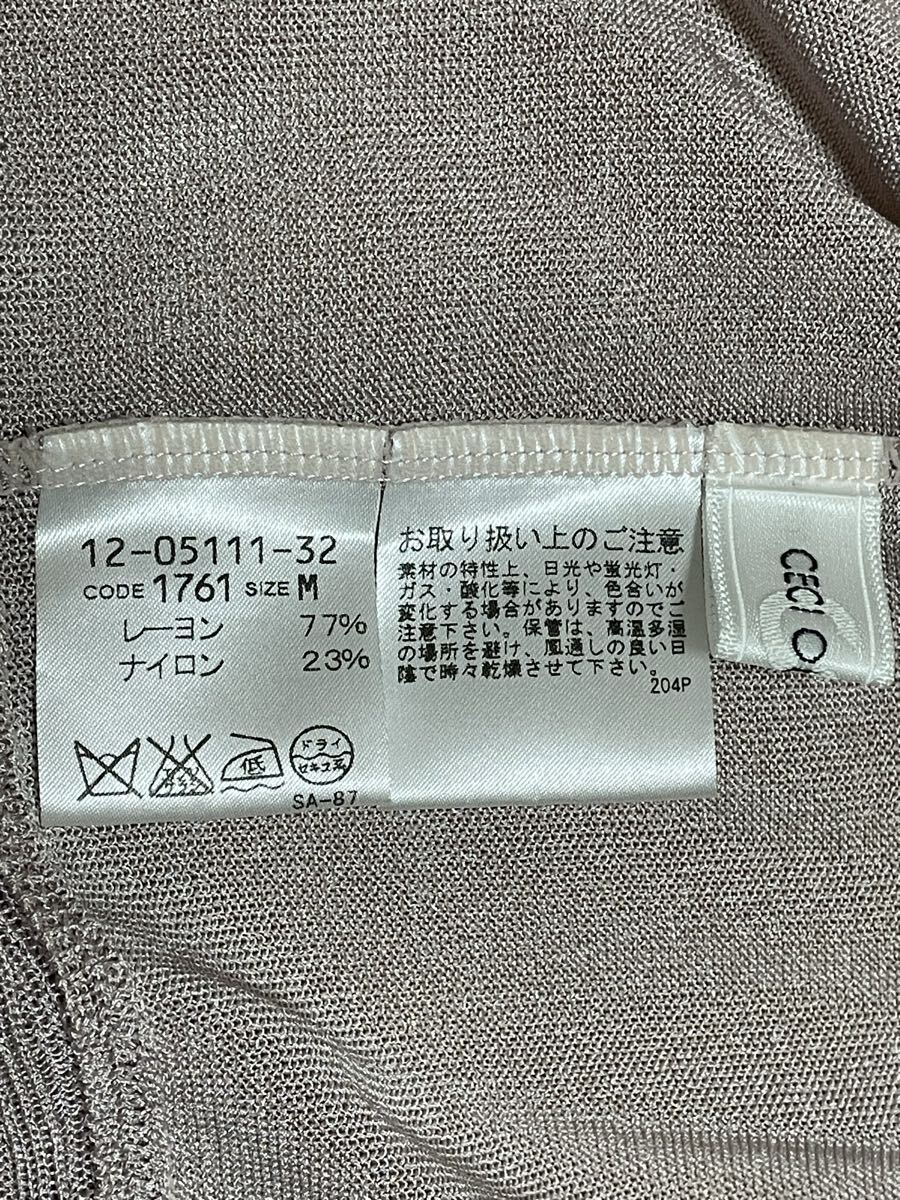 12-05111-32
CODE 1761 SIZE M
レーヨン 77%
ナイロン 23%
低
ドライ
セキユ系
SA-87
お取り扱い上のご注意
素材の特性上、日光や蛍光灯・
ガス・酸化等により、色合いが
変化する場合がありますのでご
注意下さい。保管は、高温多湿
の場所を避け、風通しの良い日
陰で時々乾燥させて下さい。
204P
CECI